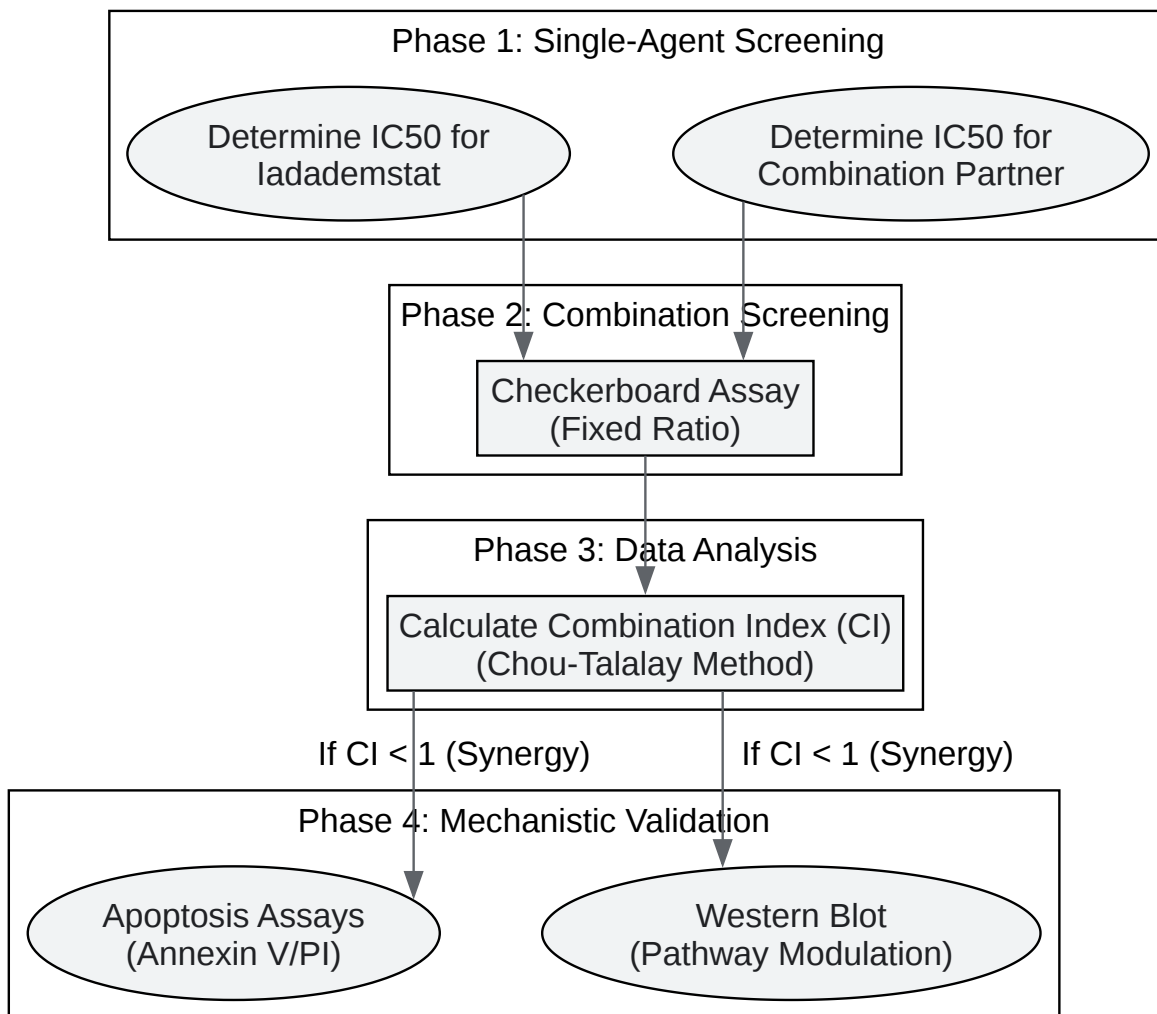 Phase 1: Single-Agent Screening
Determine IC50 for
Iadademstat
Determine IC50 for
Combination Partner
Phase 2: Combination Screening
Checkerboard Assay
(Fixed Ratio)
Phase 3: Data Analysis
Calculate Combination Index (CI)
(Chou-Talalay Method)
If CI < 1 (Synergy)
If CI < 1 (Synergy)
Phase 4: Mechanistic Validation
Apoptosis Assays
(Annexin V/PI)
Western Blot
(Pathway Modulation)